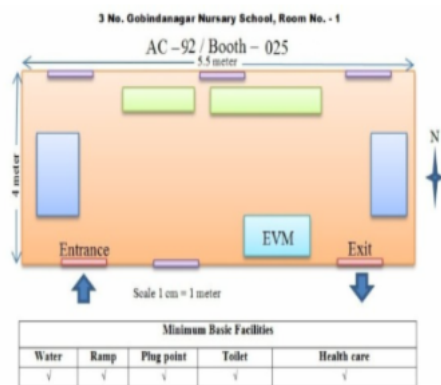 3 No. Gobindanagar Nursary School, Room No. - 1
AC – 92 / Booth – 025
5.5 meter
4 meter
N
Entrance
EVM
Exit
Scale 1 cm = 1 meter
Minimum Basic Facilities
Water Ramp Plug point Toilet Health care
√ √ √ √ √